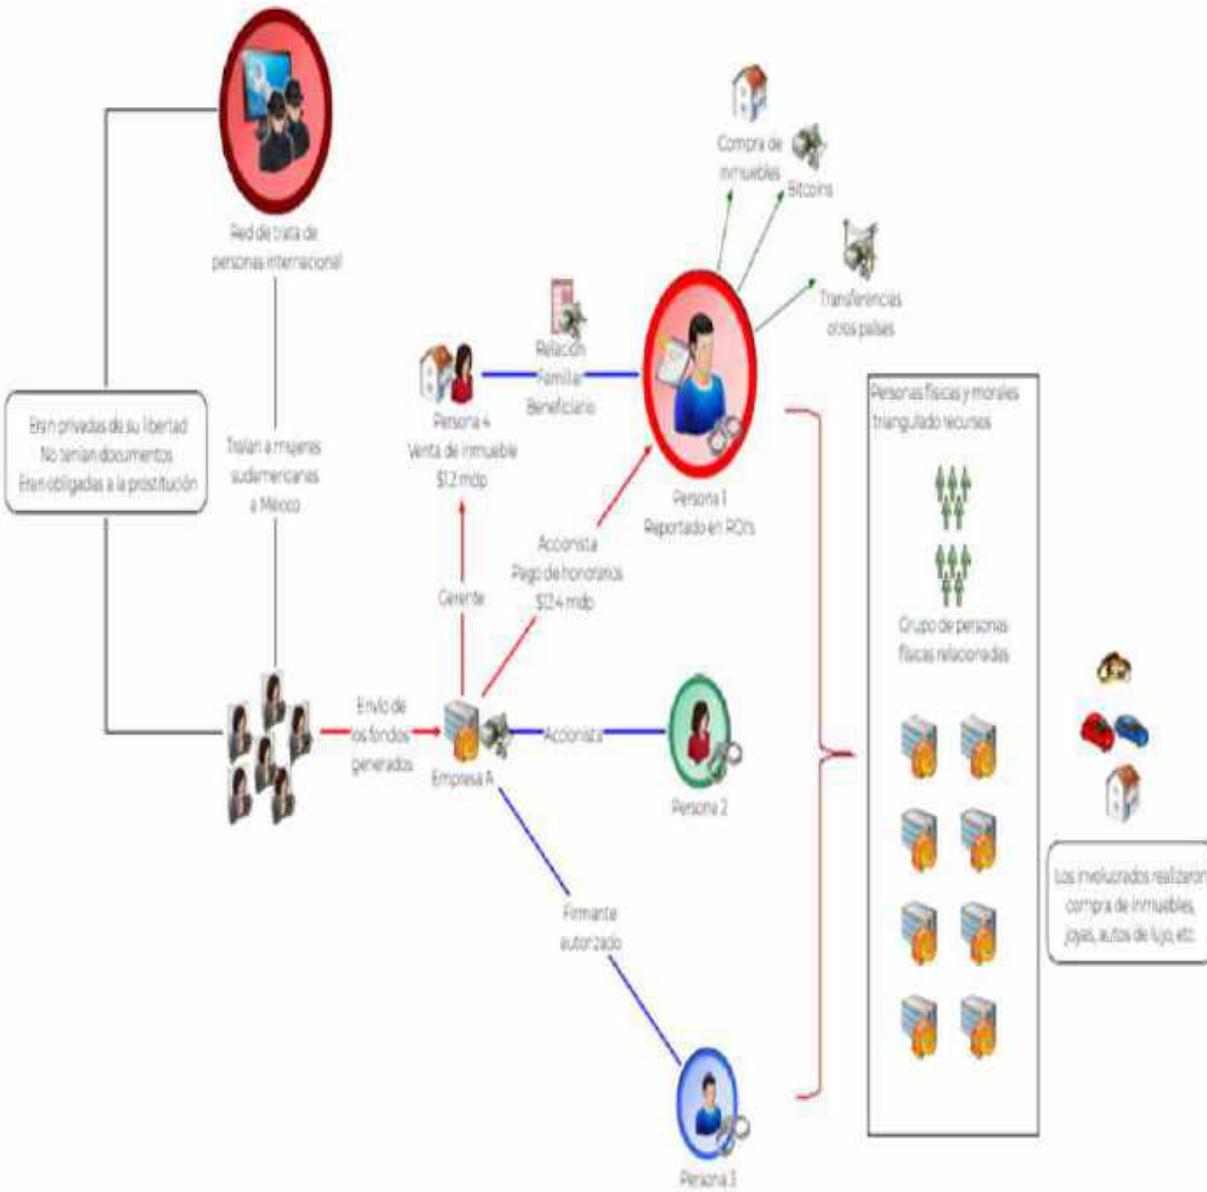 Red de trata de
personas internacional
Eran privadas de su libertad
No tenían documentos
Eran obligadas a la prostitución
Traían a mujeres
sudamericanas
a México
Envío de
los fondos
generados
Empresa A
Gerente
Persona 4
Venta de inmueble
$1.2 mdp
Relación
Familiar
Beneficiario
Accionista
Pago de honorarios
$12.4 mdp
Persona 1
Reportado en ROI's
Compra de
inmuebles
Bitcoins
Transferencias
otros países
Accionista
Persona 2
Firmante
autorizado
Persona 3
Personas físicas y morales
triangulado recursos
Grupo de personas
físicas relacionadas
Los involucrados realizaron
compra de inmuebles,
joyas, autos de lujo, etc.